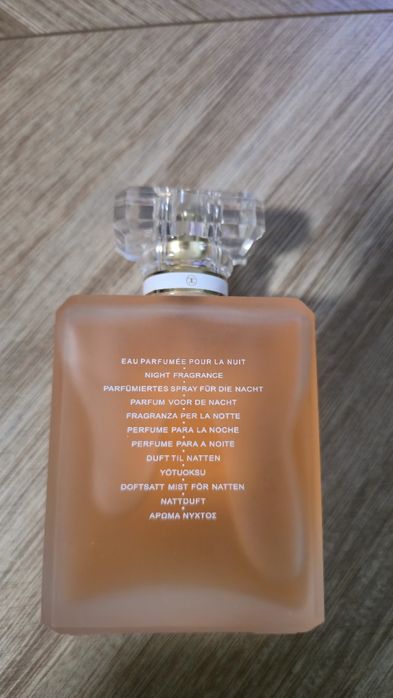 EAU PARFUMÉE POUR LA NUIT
NIGHT FRAGRANCE
PARFÜMIERTES SPRAY FÜR DIE NACHT
PARFUM VOOR DE NACHT
FRAGRANZA PER LA NOTTE
PERFUME PARA LA NOCHE
PERFUME PARA A NOITE
DUFT TIL NATTEN
YÖTUOKSU
DOFTSATT MIST FÖR NATTEN
NATTDUFT
ΑΡΩΜΑ ΝΥΧΤΟΣ